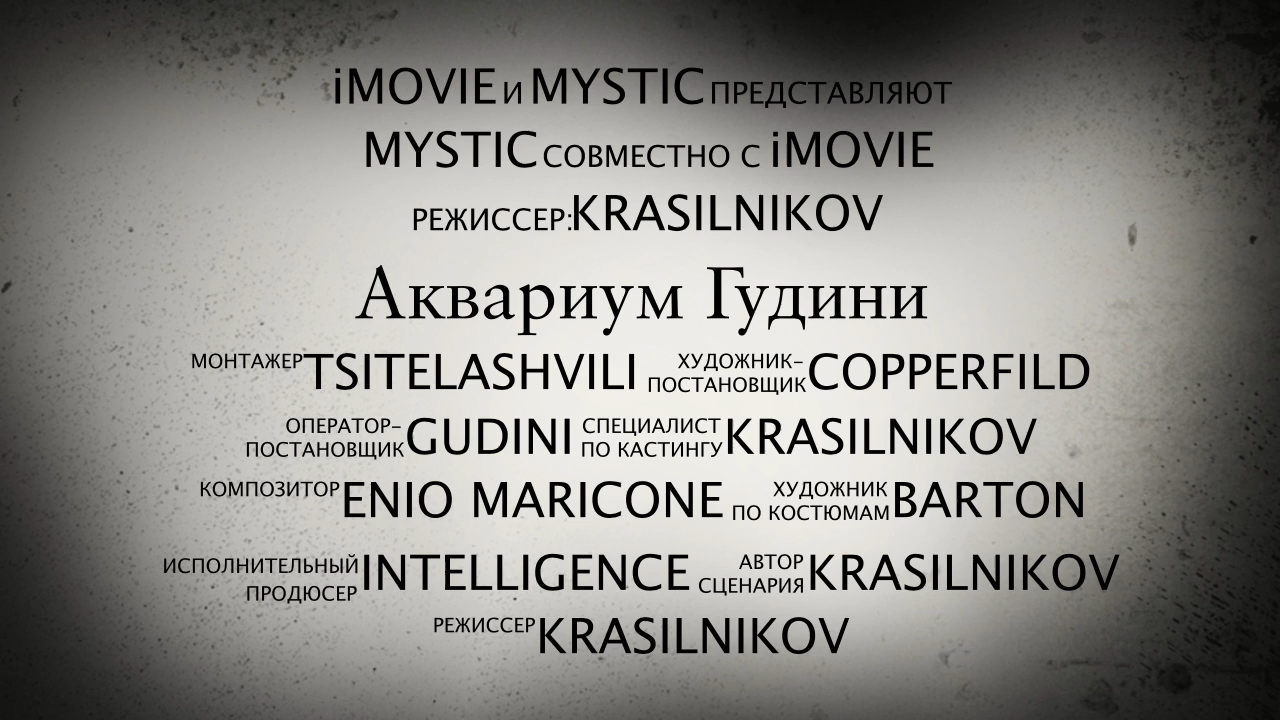 iMOVIE И MYSTIC ПРЕДСТАВЛЯЮТ
MYSTIC СОВМЕСТНО С iMOVIE
РЕЖИССЕР: KRASILNIKOV
Аквариум Гудини
МОНТАЖЕР TSITELASHVILI ХУДОЖНИК-ПОСТАНОВЩИК COPPERFILD
ОПЕРАТОР-ПОСТАНОВЩИК GUDINI СПЕЦИАЛИСТ ПО КАСТИНГУ KRASILNIKOV
КОМПОЗИТОР ENIO MARICONE ХУДОЖНИК ПО КОСТЮМАМ BARTON
ИСПОЛНИТЕЛЬНЫЙ ПРОДЮСЕР INTELLIGENCE АВТОР СЦЕНАРИЯ KRASILNIKOV
РЕЖИССЕР KRASILNIKOV